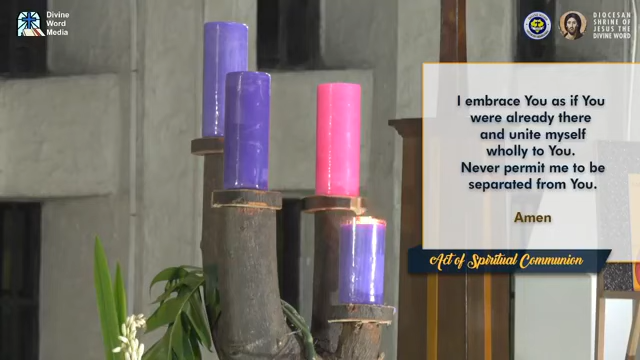 Divine
Word
Media
DIOCESAN
SHRINE OF
JESUS THE
DIVINE WORD
I embrace You as if You
were already there
and unite myself
wholly to You.
Never permit me to be
separated from You.
Amen
Act of Spiritual Communion